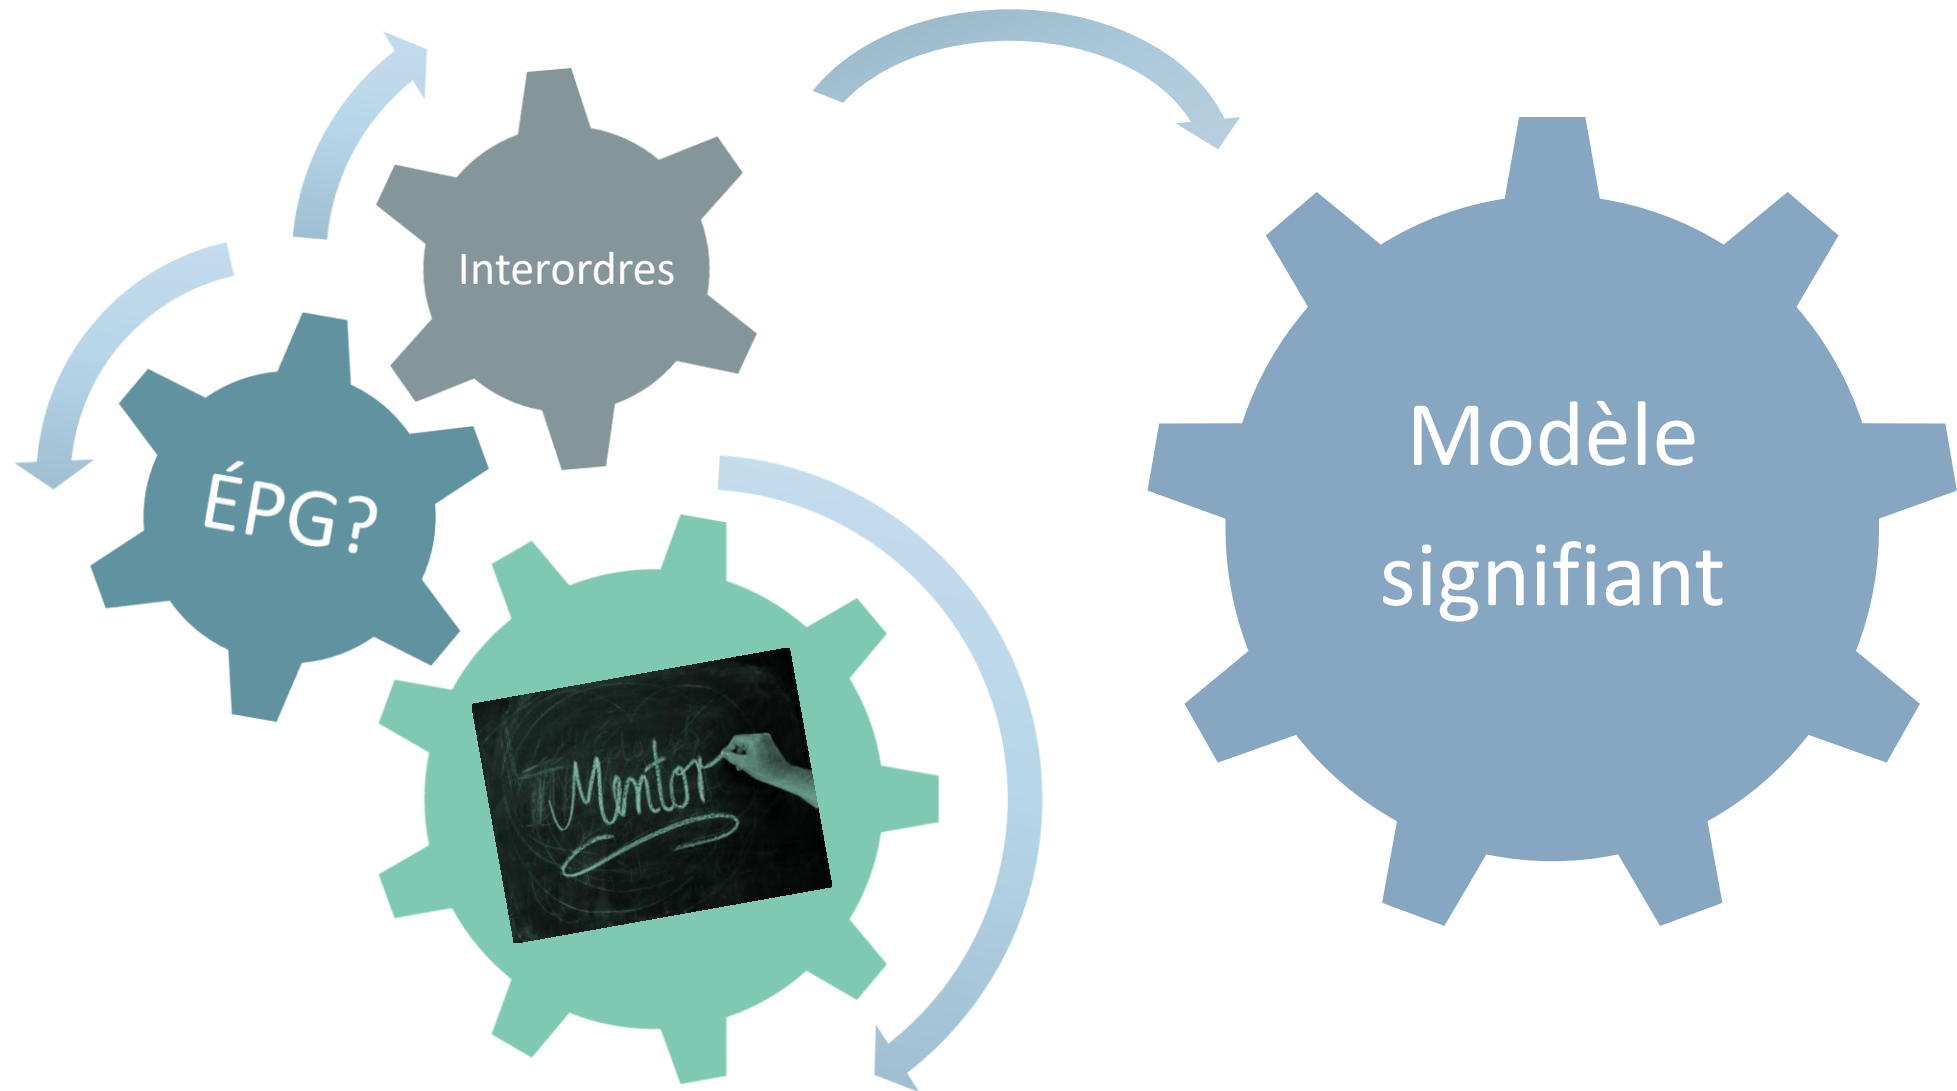 Interordres
ÉPG?
Mentor
Modèle
signifiant